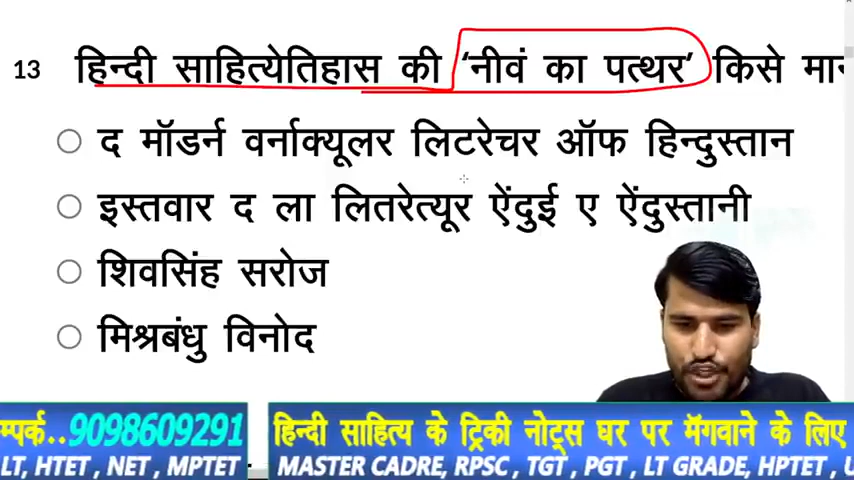 13 हिन्दी साहित्येतिहास की 'नीवं का पत्थर' किसे
द मॉडर्न वर्नाक्यूलर लिटरेचर ऑफ हिन्दुस्तान
इस्तवार द ला लितरेत्यूर ऐंदुई ए ऐंदुस्तानी
शिवसिंह सरोज
मिश्रबंधु विनोद
म्पर्क..9098609291 हिन्दी साहित्य के ट्रिकी नोट्स घर पर मॅगवाने के लिए
LT, HTET , NET , MPTET MASTER CADRE, RPSC , TGT , PGT , LT GRADE, HPTET ,